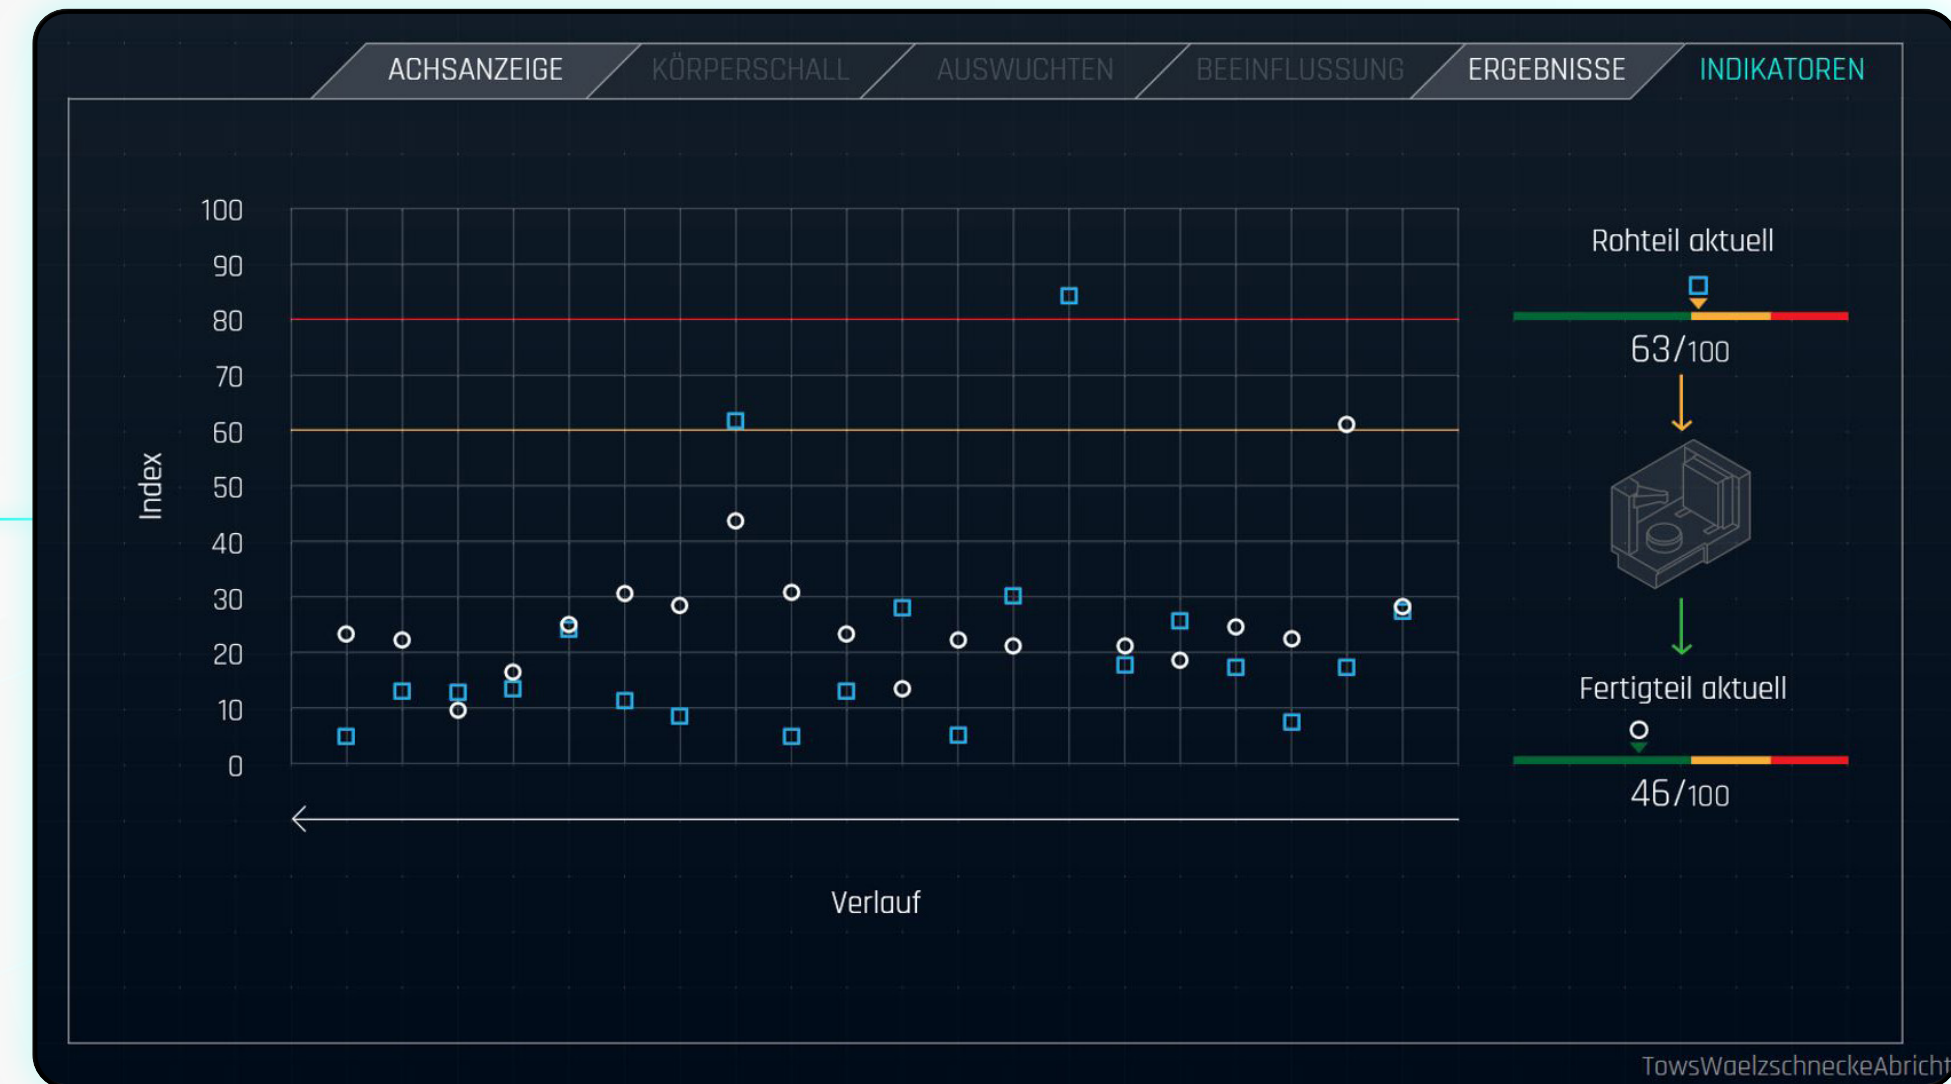 ACHSANZEIGE KÖRPERSCHALL AUSWUCHTEN BEEINFLUSSUNG ERGEBNISSE INDIKATOREN
100
90
80
70
60
50
40
30
20
10
0
Index
Verlauf
Rohteil aktuell
63/100
Fertigteil aktuell
46/100
TowsWaelzschneckeAbricht